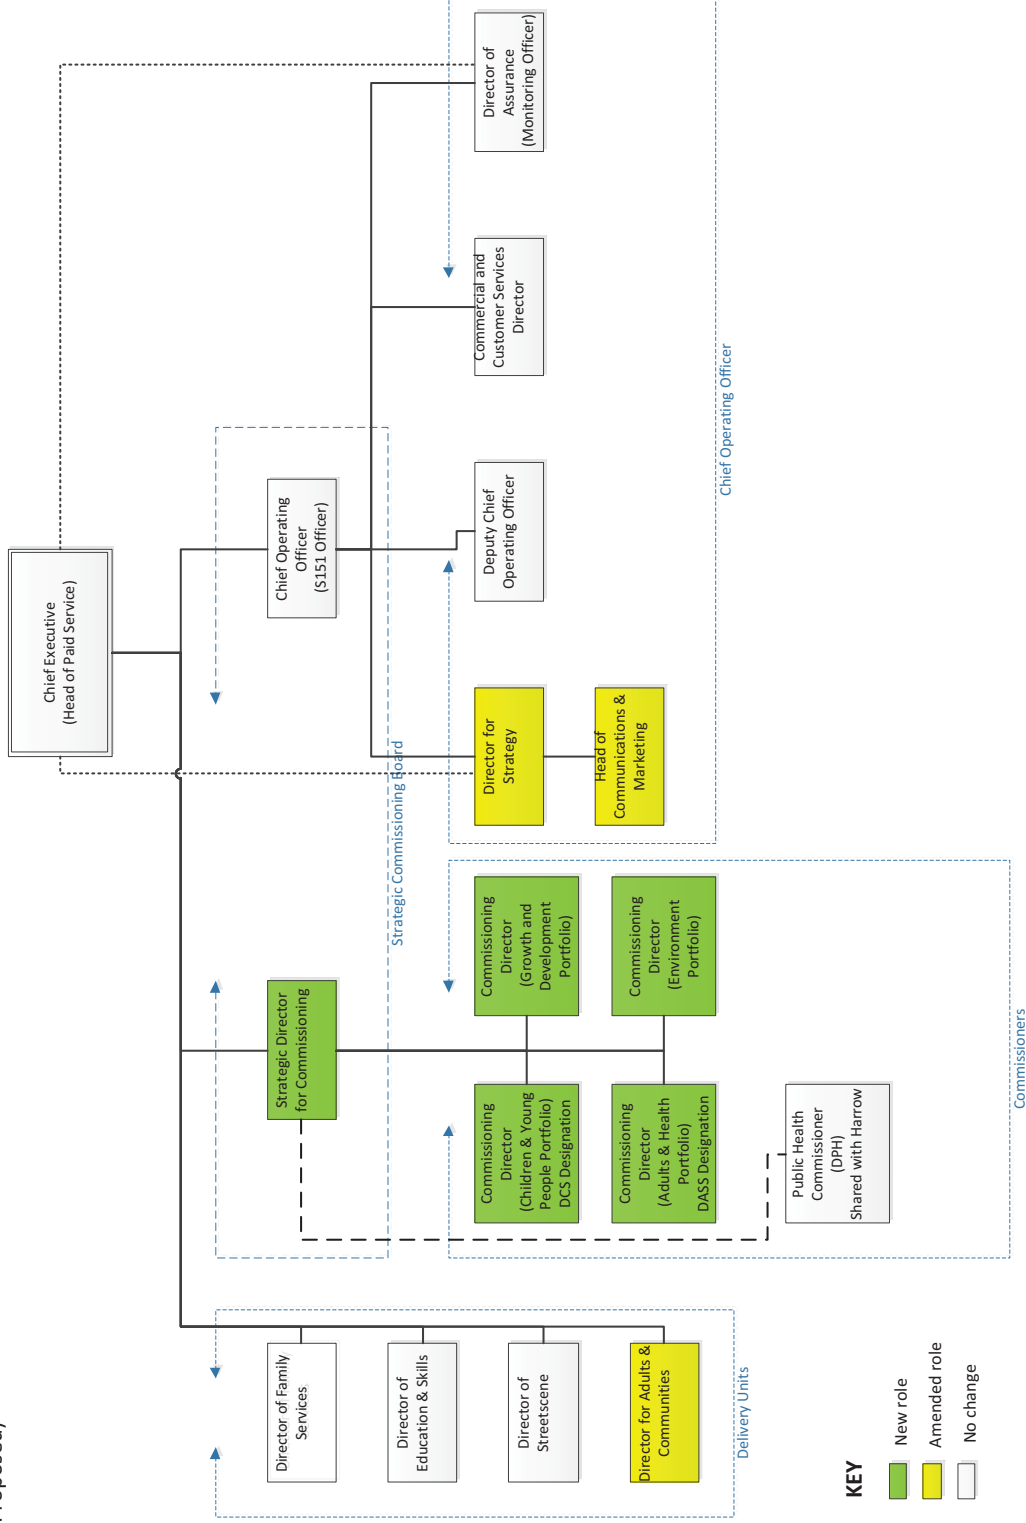 Proposed)
Chief Executive
(Head of Paid Service)
Strategic Director
for Commissioning
Chief Operating
Officer
(S151 Officer)
Strategic Commissioning Board
Director of Family
Services
Director of
Education & Skills
Director of
Streetscene
Director for Adults &
Communities
Delivery Units
Commissioning
Director
(Children & Young
People Portfolio)
DCS Designation
Commissioning
Director
(Growth and
Development
Portfolio)
Commissioning
Director
(Adults & Health
Portfolio)
DASS Designation
Commissioning
Director
(Environment
Portfolio)
Public Health
Commissioner
(DPH)
Shared with Harrow
Commissioners
Director for
Strategy
Head of
Communications &
Marketing
Deputy Chief
Operating Officer
Commercial and
Customer Services
Director
Director of
Assurance
(Monitoring Officer)
Chief Operating Officer
KEY
New role
Amended role
No change